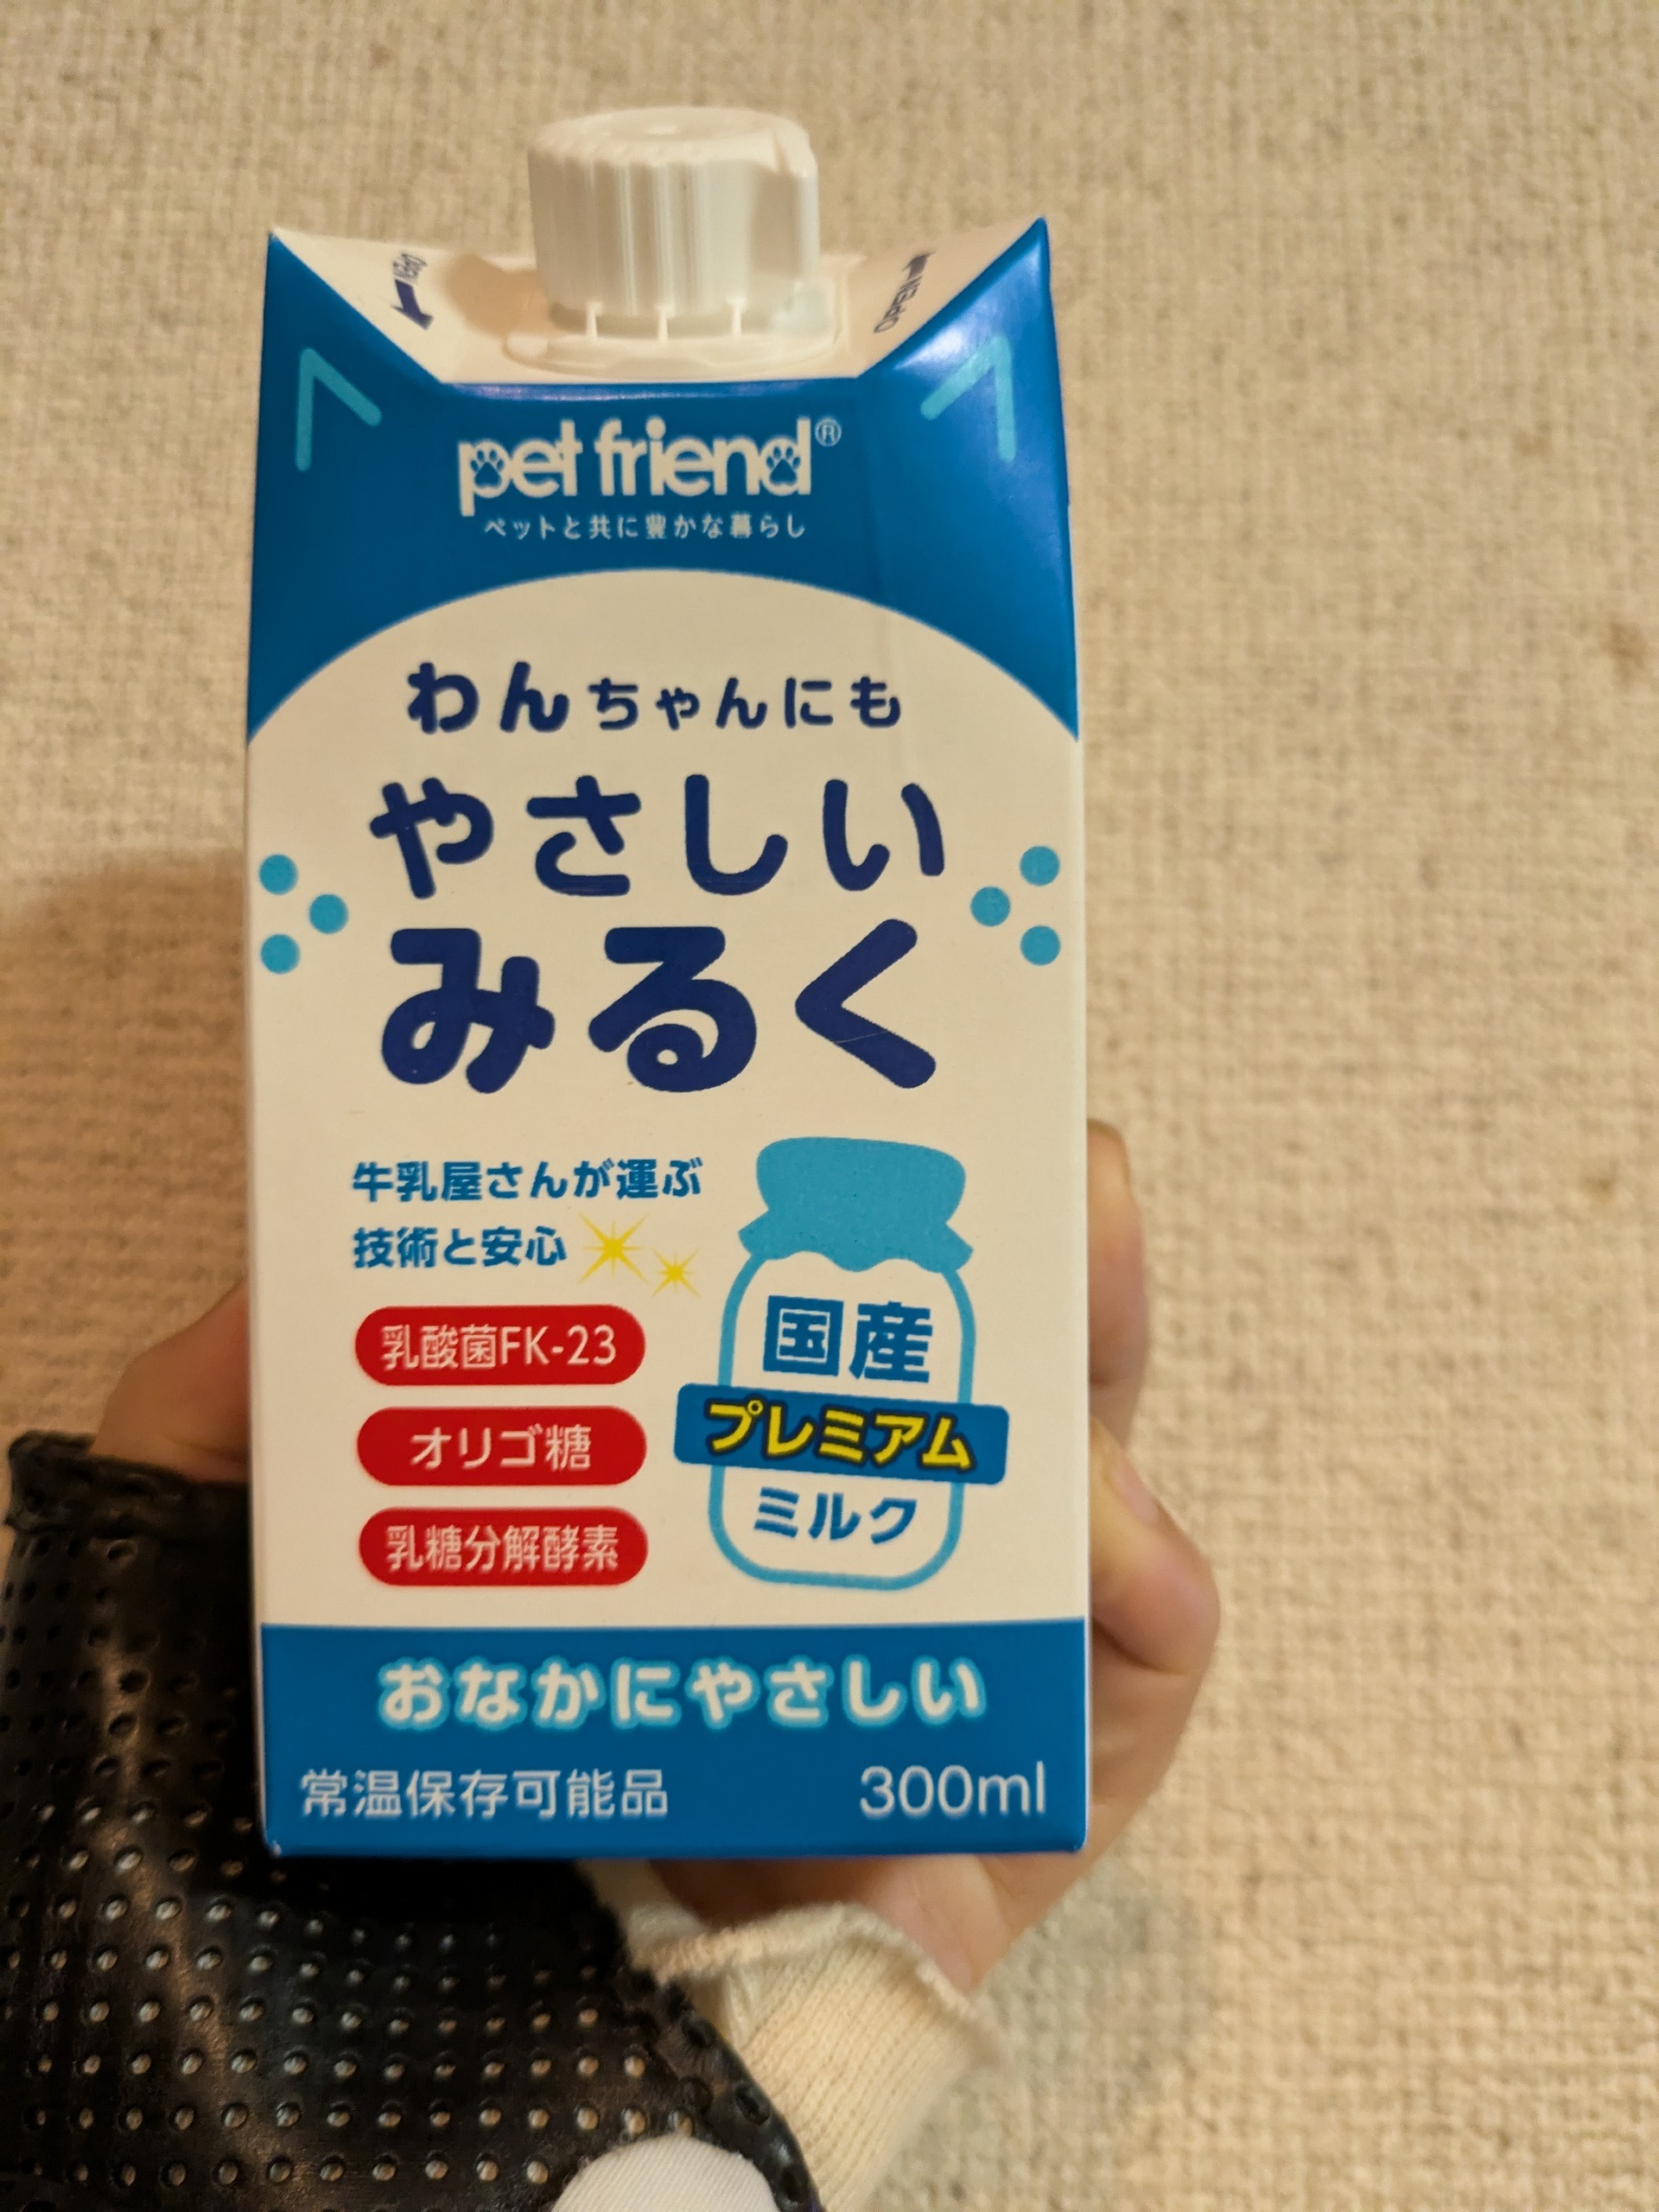 OPEN
OPEN
pet friend®
ペットと共に豊かな暮らし
わんちゃんにも
やさしい
みるく
牛乳屋さんが運ぶ
技術と安心
乳酸菌FK-23
オリゴ糖
乳糖分解酵素
国産
プレミアム
ミルク
おなかにやさしい
常温保存可能品
300ml